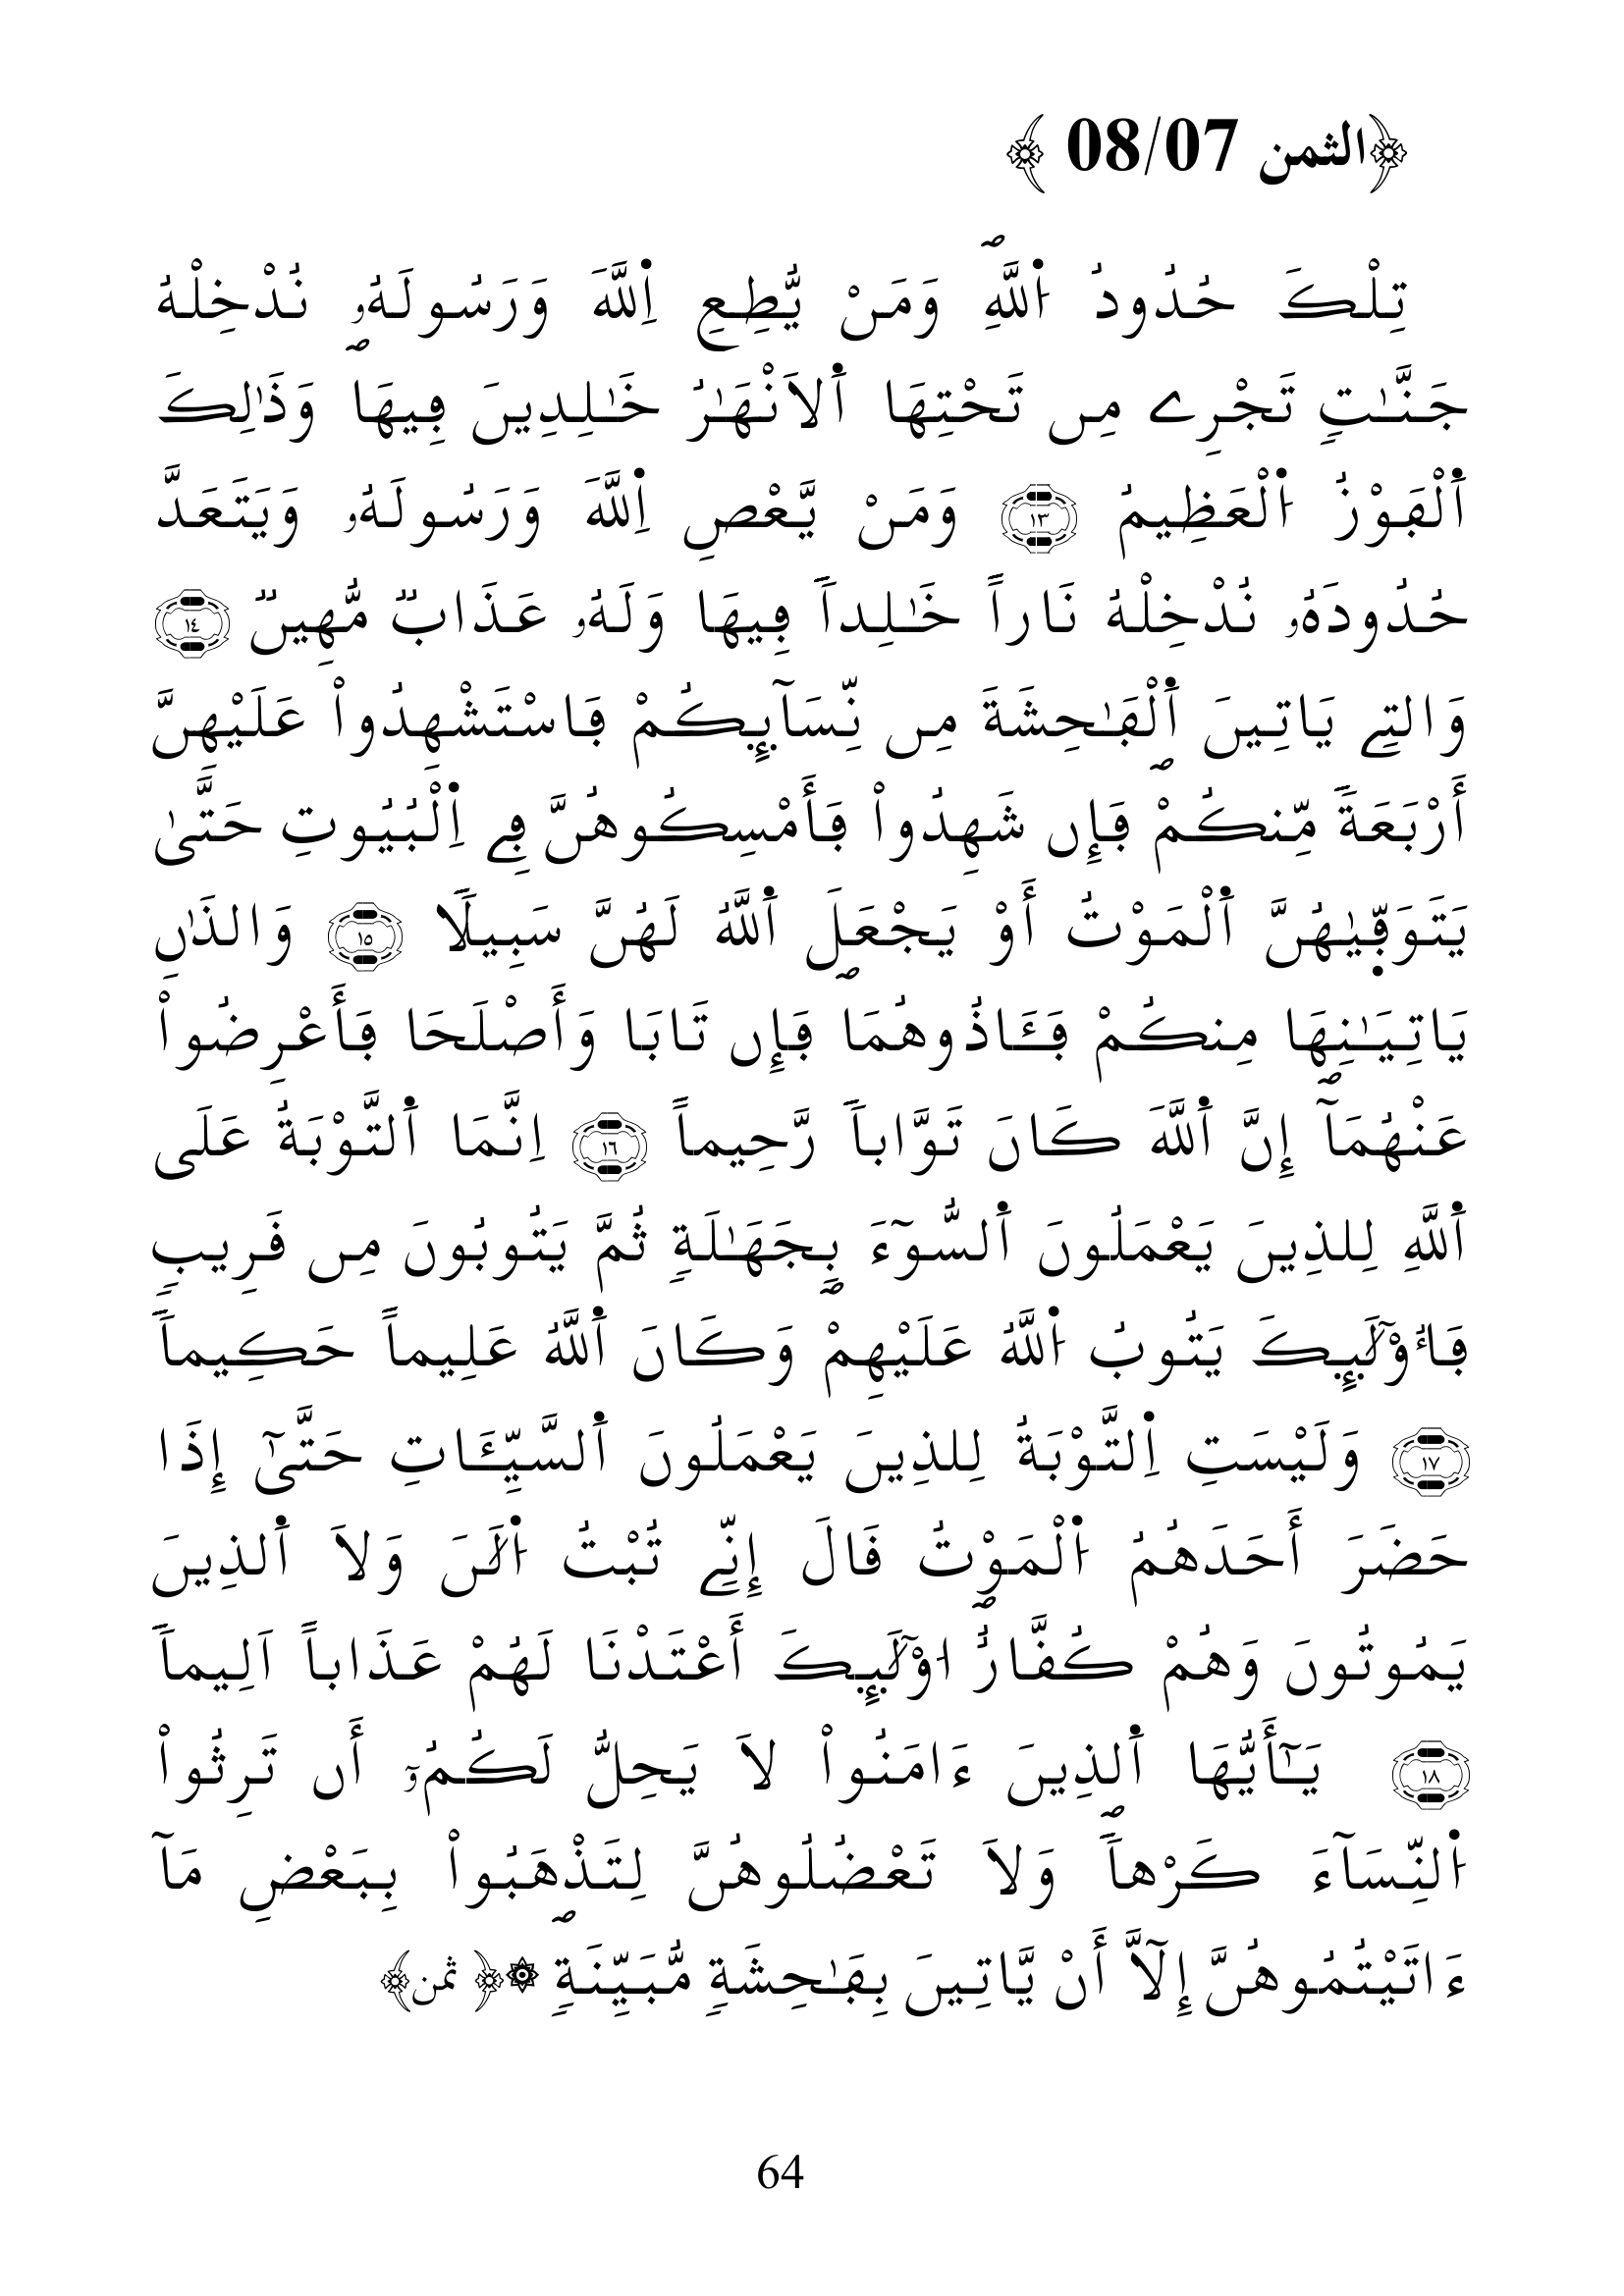 ﴿الثمن 08/07 ﴾
تِلْكَ حُدُودُ اُ۬للَّهِۖ وَمَنْ يُّطِعِ اِ۬للَّهَ وَرَسُولَهُۥ نُدْخِلْهُ
جَنَّٰتٖ تَجْرِے مِن تَحْتِهَا اَ۬لَانْهَٰرُ خَٰلِدِينَ فِيهَاۖ وَذَٰلِكَ
اَ۬لْفَوْزُ اُ۬لْعَظِيمُ ١٣ وَمَنْ يَّعْصِ اِ۬للَّهَ وَرَسُولَهُۥ وَيَتَعَدَّ
حُدُودَهُۥ نُدْخِلْهُ نَاراً خَٰلِداٗ فِيهَا وَلَهُۥ عَذَابٞ مُّهِينٞ ١٤
وَالتِے يَاتِينَ اَ۬لْفَٰحِشَةَ مِن نِّسَآئِكُمْ فَاسْتَشْهِدُواْ عَلَيْهِنَّ
أَرْبَعَةٗ مِّنكُمْۖ فَإِن شَهِدُواْ فَأَمْسِكُوهُنَّ فِے اِ۬لْبُيُوتِ حَتَّىٰ
يَتَوَفّ۪يٰهُنَّ اَ۬لْمَوْتُ أَوْ يَجْعَلَ اَ۬للَّهُ لَهُنَّ سَبِيلاٗ ١٥ وَالذَٰنِ
يَاتِيَٰنِهَا مِنكُمْ فَـَٔاذُوهُمَاۖ فَإِن تَابَا وَأَصْلَحَا فَأَعْرِضُواْ
عَنْهُمَآۖ إِنَّ اَ۬للَّهَ كَانَ تَوَّاباٗ رَّحِيماً ١٦ اِنَّمَا اَ۬لتَّوْبَةُ عَلَى
اَ۬للَّهِ لِلذِينَ يَعْمَلُونَ اَ۬لسُّوٓءَ بِجَهَٰلَةٖ ثُمَّ يَتُوبُونَ مِن قَرِيبٖ
فَأُوْلَٰٓئِكَ يَتُوبُ اُ۬للَّهُ عَلَيْهِمْۖ وَكَانَ اَ۬للَّهُ عَلِيماً حَكِيماٗ
١٧ وَلَيْسَتِ اِ۬لتَّوْبَةُ لِلذِينَ يَعْمَلُونَ اَ۬لسَّيِّـَٔاتِ حَتَّىٰٓ إِذَا
حَضَرَ أَحَدَهُمُ اُ۬لْمَوْتُ قَالَ إِنِّے تُبْتُ اُ۬لَٰنَ وَلَا اَ۬لذِينَ
يَمُوتُونَ وَهُمْ كُفَّارٌۖ ا۟وْلَٰٓئِكَ أَعْتَدْنَا لَهُمْ عَذَاباً اَلِيماٗ
١٨ يَٰٓأَيُّهَا اَ۬لذِينَ ءَامَنُواْ لَا يَحِلُّ لَكُمُۥٓ أَن تَرِثُواْ
اُ۬لنِّسَآءَ كَرْهاٗۖ وَلَا تَعْضُلُوهُنَّ لِتَذْهَبُواْ بِبَعْضِ مَآ
ءَاتَيْتُمُوهُنَّ إِلَّآ أَنْ يَّاتِينَ بِفَٰحِشَةٖ مُّبَيِّنَةٖۖ ۞﴿ ثمن﴾
64